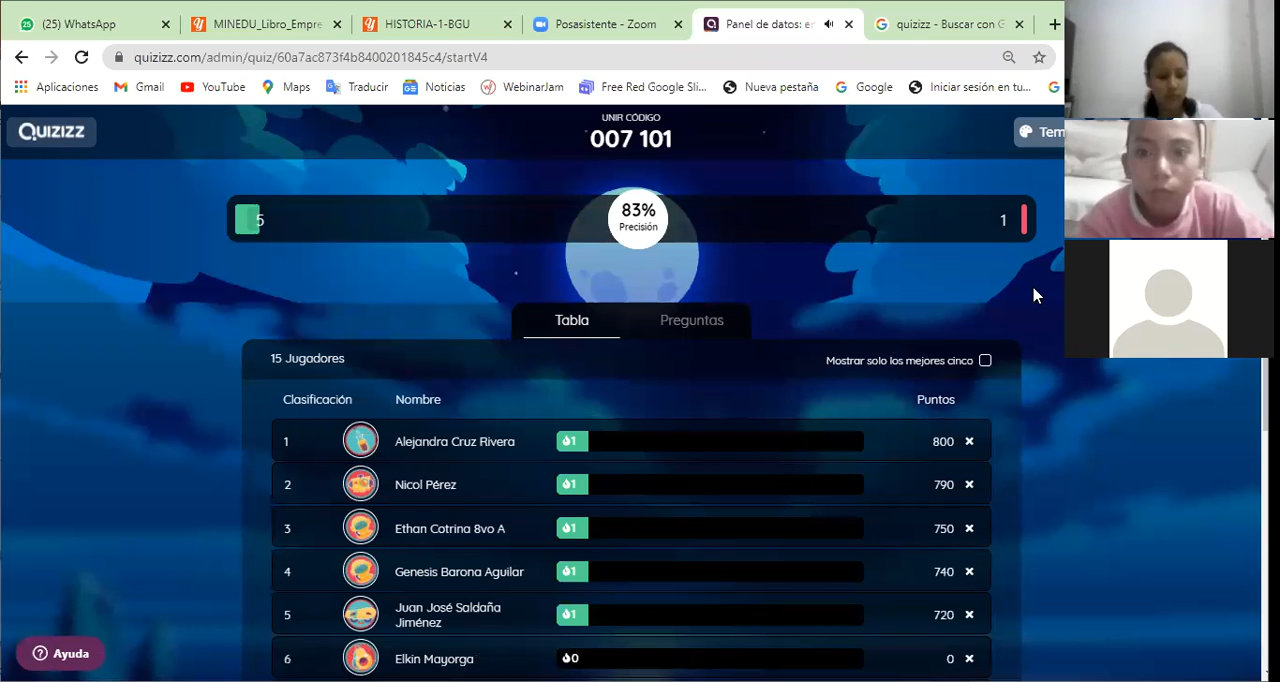 (25) WhatsApp
MINEDU_Libro_Empre
HISTORIA-1-BGU
Posasistente - Zoom
Panel de datos: er
quizizz - Buscar con G
quizizz.com/admin/quiz/60a7ac873f4b8400201845c4/startV4
Aplicaciones
Gmail
YouTube
Maps
Traducir
Noticias
WebinarJam
Free Red Google Sli...
Nueva pestaña
Google
Iniciar sesión en tu...
Quizizz
UNIR CÓDIGO
007 101
Tem
5
83%
Precisión
1
Tabla
Preguntas
15 Jugadores
Mostrar solo los mejores cinco
Clasificación Nombre Puntos
1 Alejandra Cruz Rivera 1 800
2 Nicol Pérez 1 790
3 Ethan Cotrina 8vo A 1 750
4 Genesis Barona Aguilar 1 740
5 Juan José Saldaña Jiménez 1 720
6 Elkin Mayorga 0 0
Ayuda